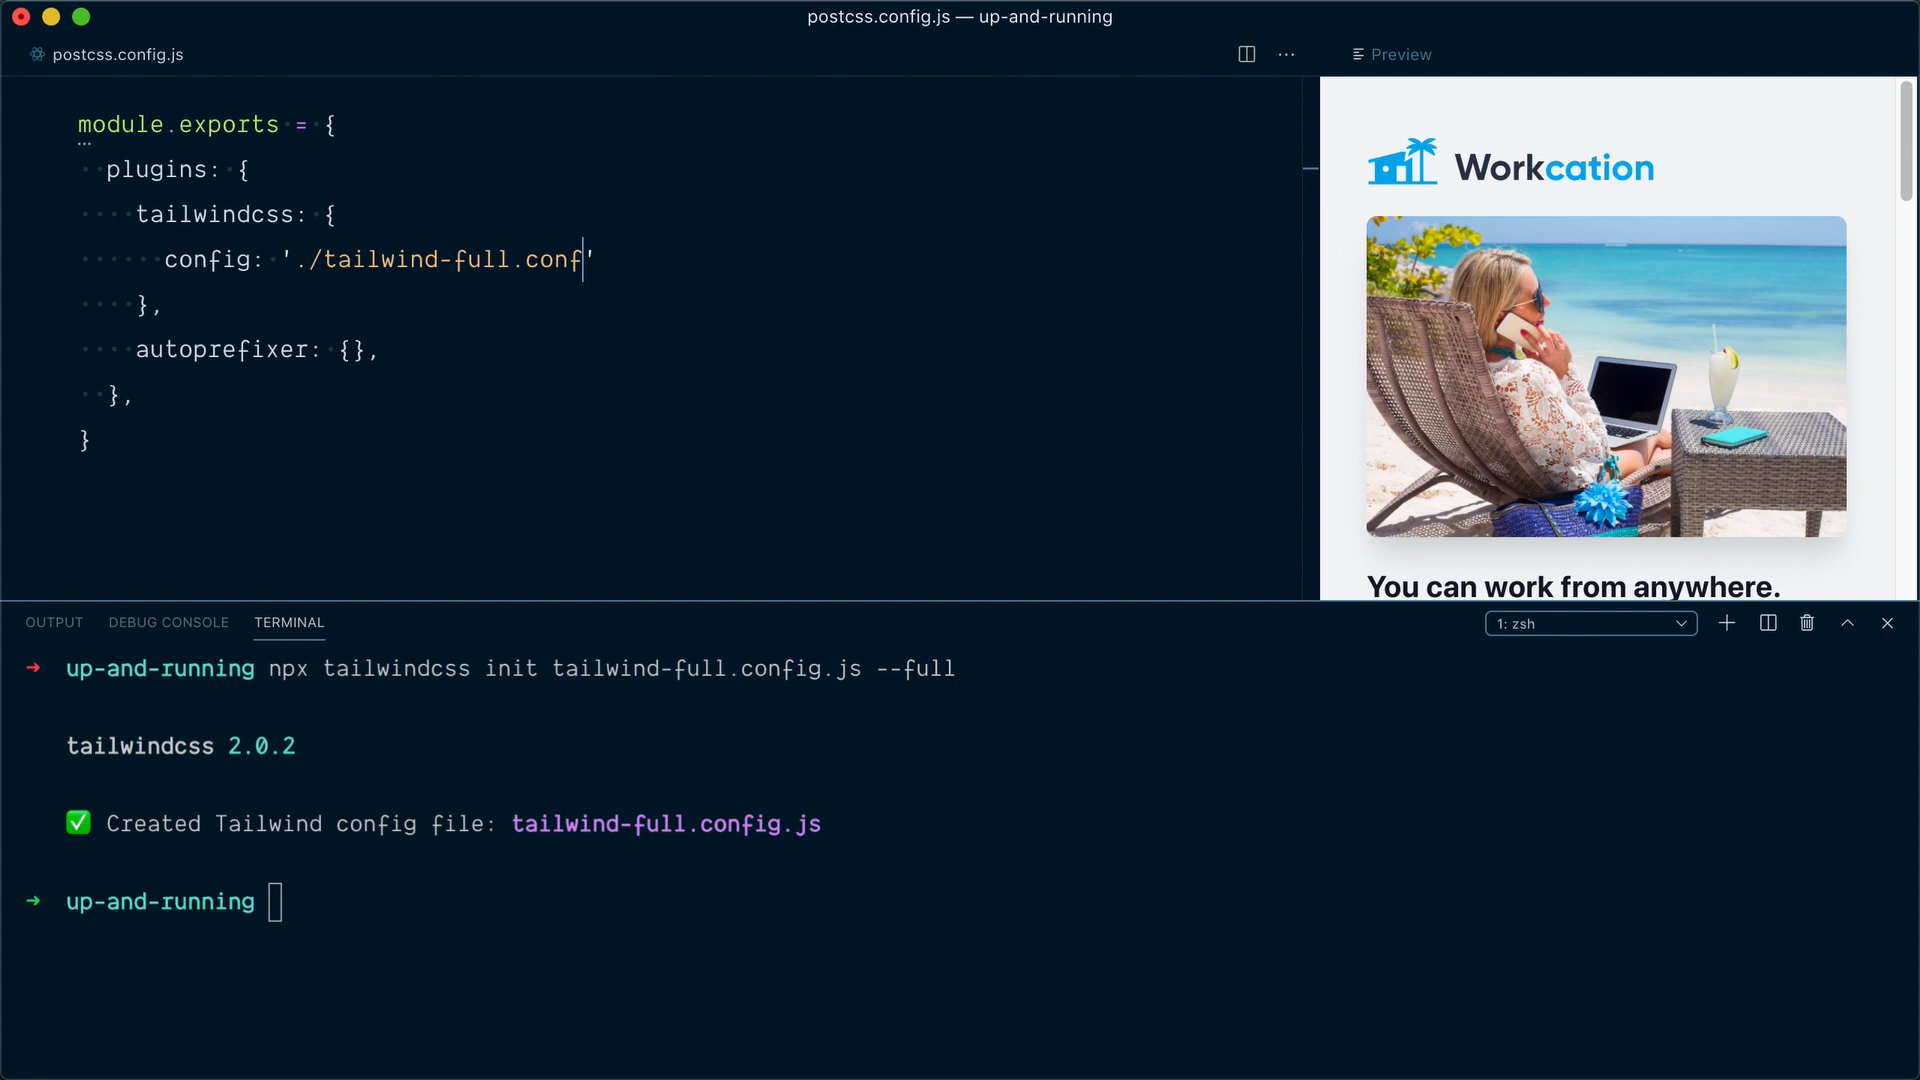 postcss.config.js — up-and-running
postcss.config.js
Preview
module.exports = {
  plugins: {
    tailwindcss: {
      config: './tailwind-full.conf'
    },
    autoprefixer: {},
  },
}
Workcation
You can work from anywhere.
OUTPUT DEBUG CONSOLE TERMINAL
1: zsh
➜ up-and-running npx tailwindcss init tailwind-full.config.js --full
tailwindcss 2.0.2
✅ Created Tailwind config file: tailwind-full.config.js
➜ up-and-running